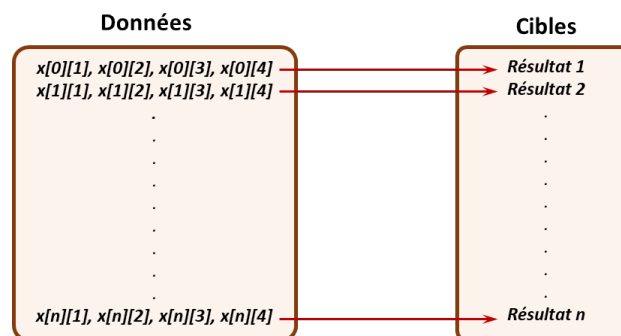 Données
Cibles
x[0][1], x[0][2], x[0][3], x[0][4]
Résultat 1
x[1][1], x[1][2], x[1][3], x[1][4]
Résultat 2
x[n][1], x[n][2], x[n][3], x[n][4]
Résultat n